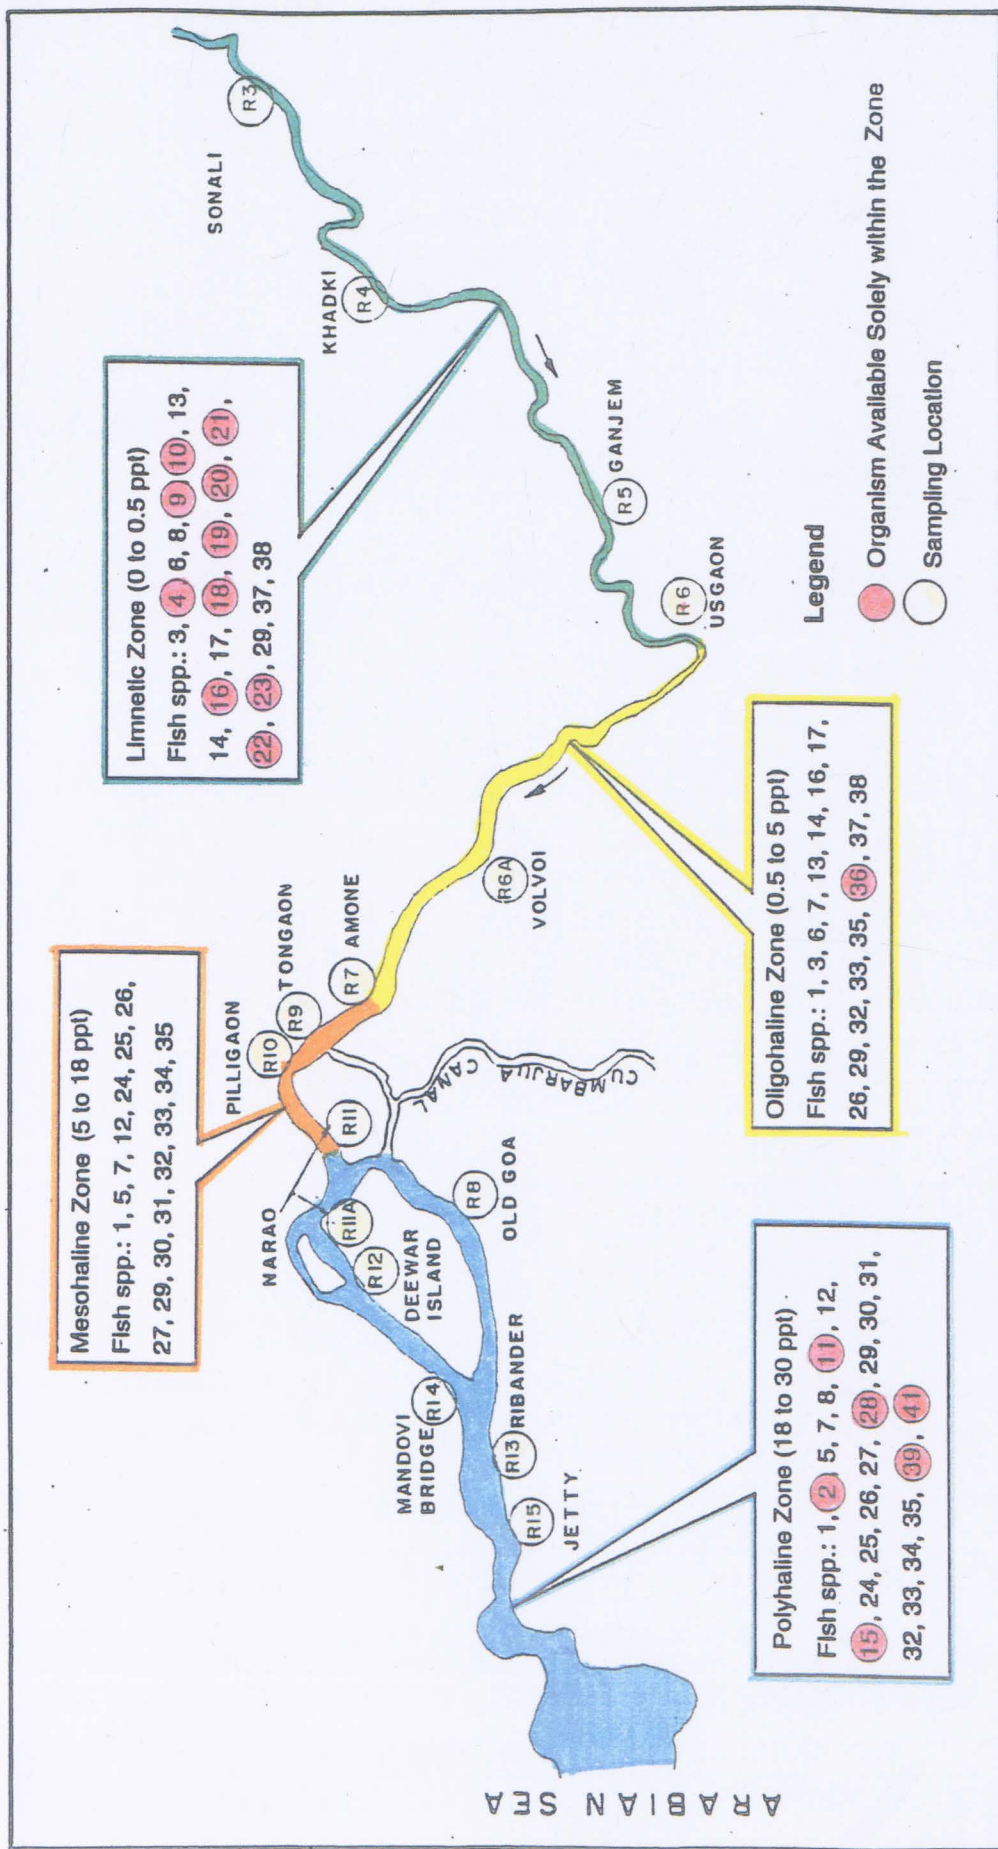 Mesohaline Zone (5 to 18 ppt)
Fish spp.: 1, 5, 7, 12, 24, 25, 26,
27, 29, 30, 31, 32, 33, 34, 35
Limnetic Zone (0 to 0.5 ppt)
Fish spp.: 3, 4, 6, 8, 9, 10, 13,
14, 16, 17, 18, 19, 20, 21,
22, 23, 29, 37, 38
SONALI
R3
KHADKI
R4
R5 GANJEM
R6
USGAON
R6A
VOLVOI
R7 AMONE
R9 TONGAON
R10
PILLIGAON
R11
NARAO
R11A
R12
DEEWAR
ISLAND
CUMBARJUA
CANAL
R8
OLD GOA
MANDOVI
BRIDGE R14
R13 RIBANDER
R15
JETTY
ARABIAN SEA
Polyhaline Zone (18 to 30 ppt)
Fish spp.: 1, 2, 5, 7, 8, 11, 12,
15, 24, 25, 26, 27, 28, 29, 30, 31,
32, 33, 34, 35, 39, 41
Oligohaline Zone (0.5 to 5 ppt)
Fish spp.: 1, 3, 6, 7, 13, 14, 16, 17,
26, 29, 32, 33, 35, 36, 37, 38
Legend
Organism Available Solely within the Zone
Sampling Location